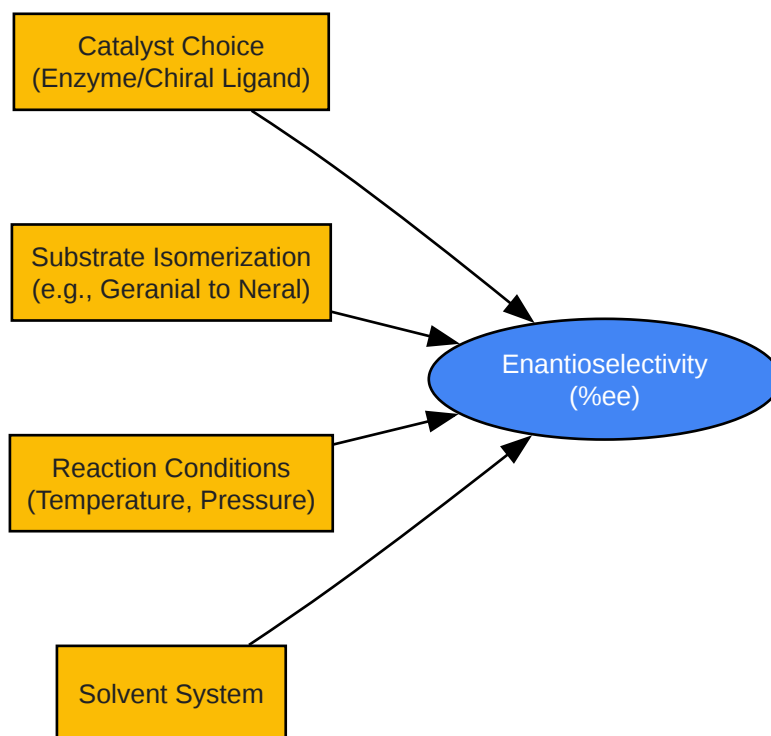 Catalyst Choice
(Enzyme/Chiral Ligand)
Substrate Isomerization
(e.g., Geranial to Neral)
Enantioselectivity
(%ee)
Reaction Conditions
(Temperature, Pressure)
Solvent System